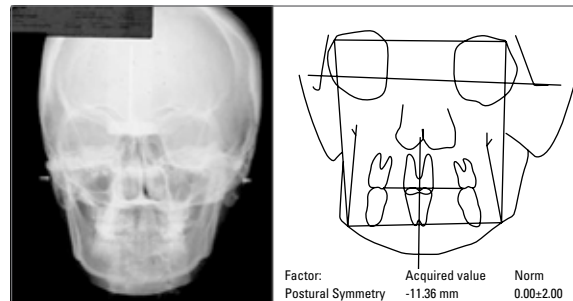 Factor: Acquired value Norm
Postural Symmetry -11.36 mm 0.00±2.00